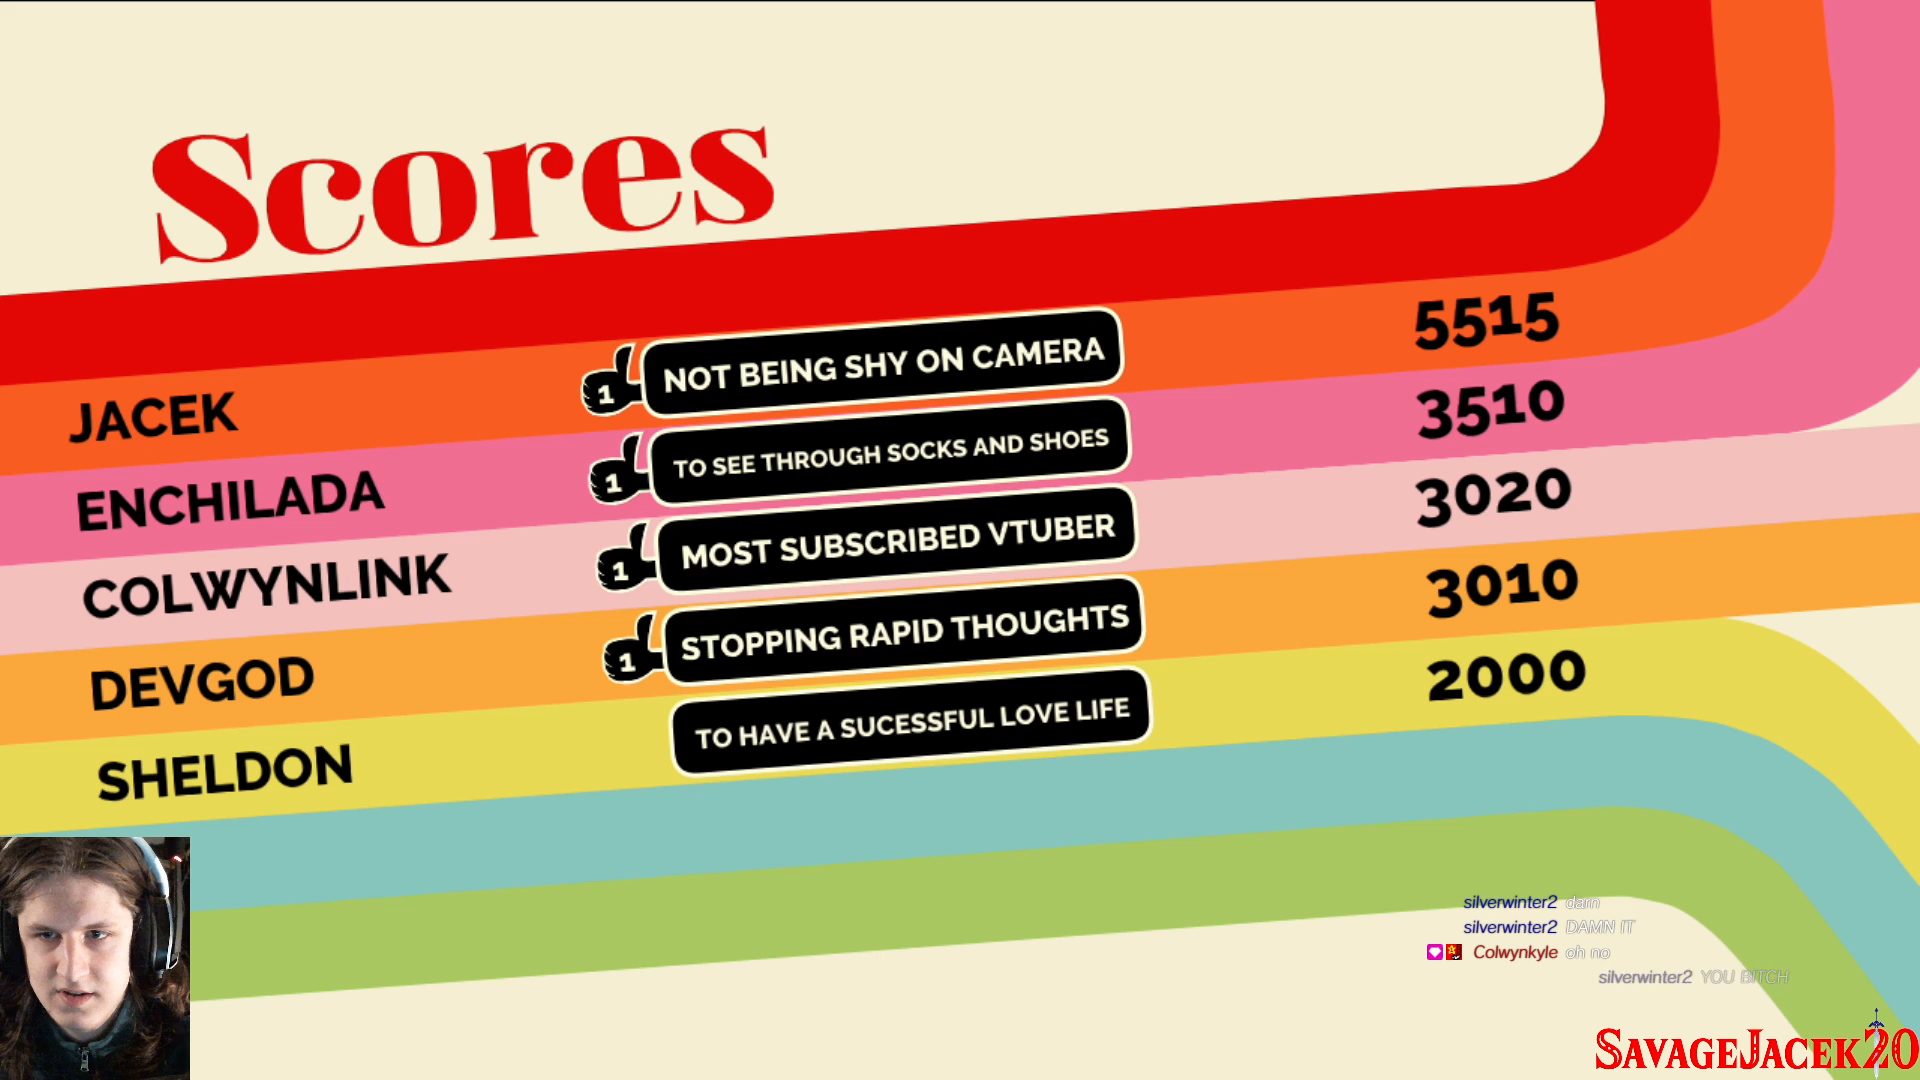 Scores
JACEK 1 NOT BEING SHY ON CAMERA 5515
ENCHILADA 1 TO SEE THROUGH SOCKS AND SHOES 3510
COLWYNLINK 1 MOST SUBSCRIBED VTUBER 3020
DEVGOD 1 STOPPING RAPID THOUGHTS 3010
SHELDON TO HAVE A SUCESSFUL LOVE LIFE 2000
silverwinter2 darn
silverwinter2 DAMN IT
Colwynkyle oh no
silverwinter2 YOU BITCH
SAVAGEJACEK20